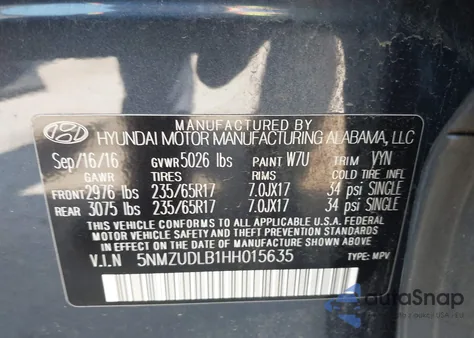 MANUFACTURED BY
HYUNDAI MOTOR MANUFACTURING ALABAMA, LLC
Sep/16/16 GVWR 5026 lbs PAINT W7U TRIM YYN
GAWR TIRES RIMS COLD TIRE INFL
FRONT 2976 lbs 235/65R17 7.0JX17 34 psi SINGLE
REAR 3075 lbs 235/65R17 7.0JX17 34 psi SINGLE
THIS VEHICLE CONFORMS TO ALL APPLICABLE U.S.A. FEDERAL
MOTOR VEHICLE SAFETY AND THEFT PREVENTION STANDARDS
IN EFFECT ON THE DATE OF MANUFACTURE SHOWN ABOVE.
V.I.N 5NMZUDLB1HH015635 TYPE: MPV
AutoSnap